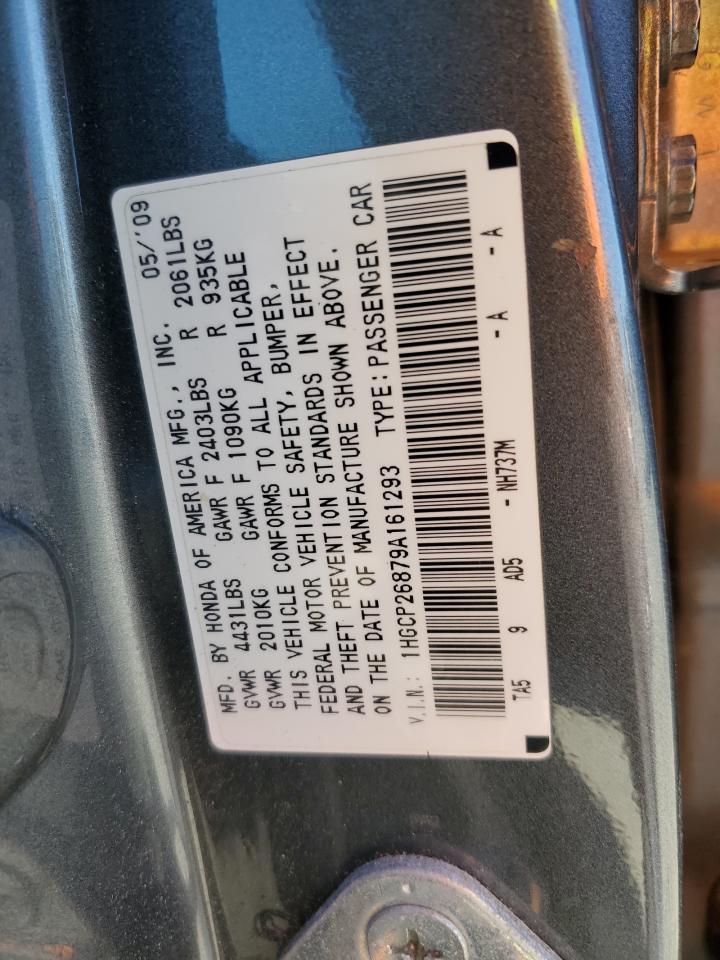 MFD. BY HONDA OF AMERICA MFG., INC. 05/'09
GVWR 4431LBS GAWR F 2403LBS R 2061LBS
GVWR 2010KG GAWR F 1090KG R 935KG
THIS VEHICLE CONFORMS TO ALL APPLICABLE
FEDERAL MOTOR VEHICLE SAFETY, BUMPER,
AND THEFT PREVENTION STANDARDS IN EFFECT
ON THE DATE OF MANUFACTURE SHOWN ABOVE.
V.I.N.: 1HGCP26879A161293 TYPE:PASSENGER CAR
TA5 9 AD5 - NH737M - A - A